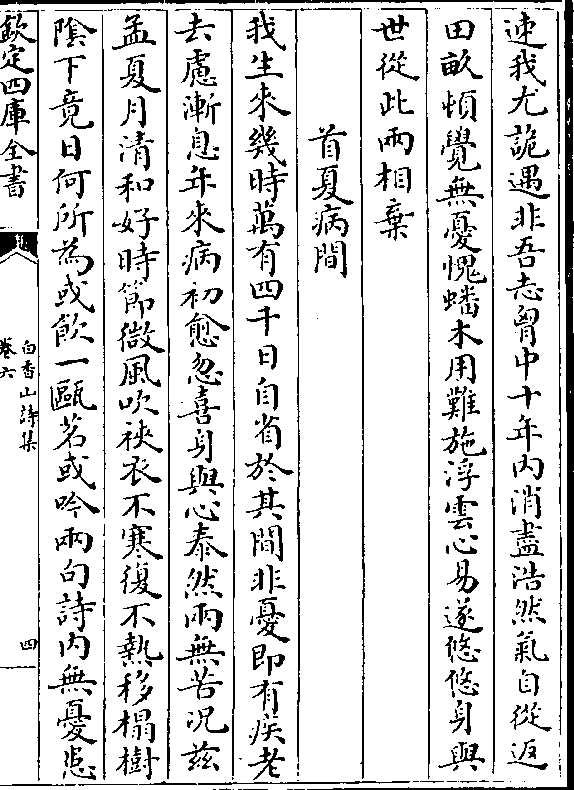 速我尤詭遇非吾志胷中十年内消盡浩然氣自從返
田畝頓覺無憂愧蟠木用難施浮雲心易遂悠悠身與
世從此兩相棄
首夏病間
我生來幾時萬有四千日自省於其間非憂即有疾老
去慮漸息年來病初愈忽喜身與心泰然兩無苦况兹
孟夏月清和好時節微風吹裌衣不寒復不熱移榻樹
隂下竟日何所為或飲一甌茗或吟兩句詩内無憂患
欽定四庫全書
白香山詩集
卷六
四